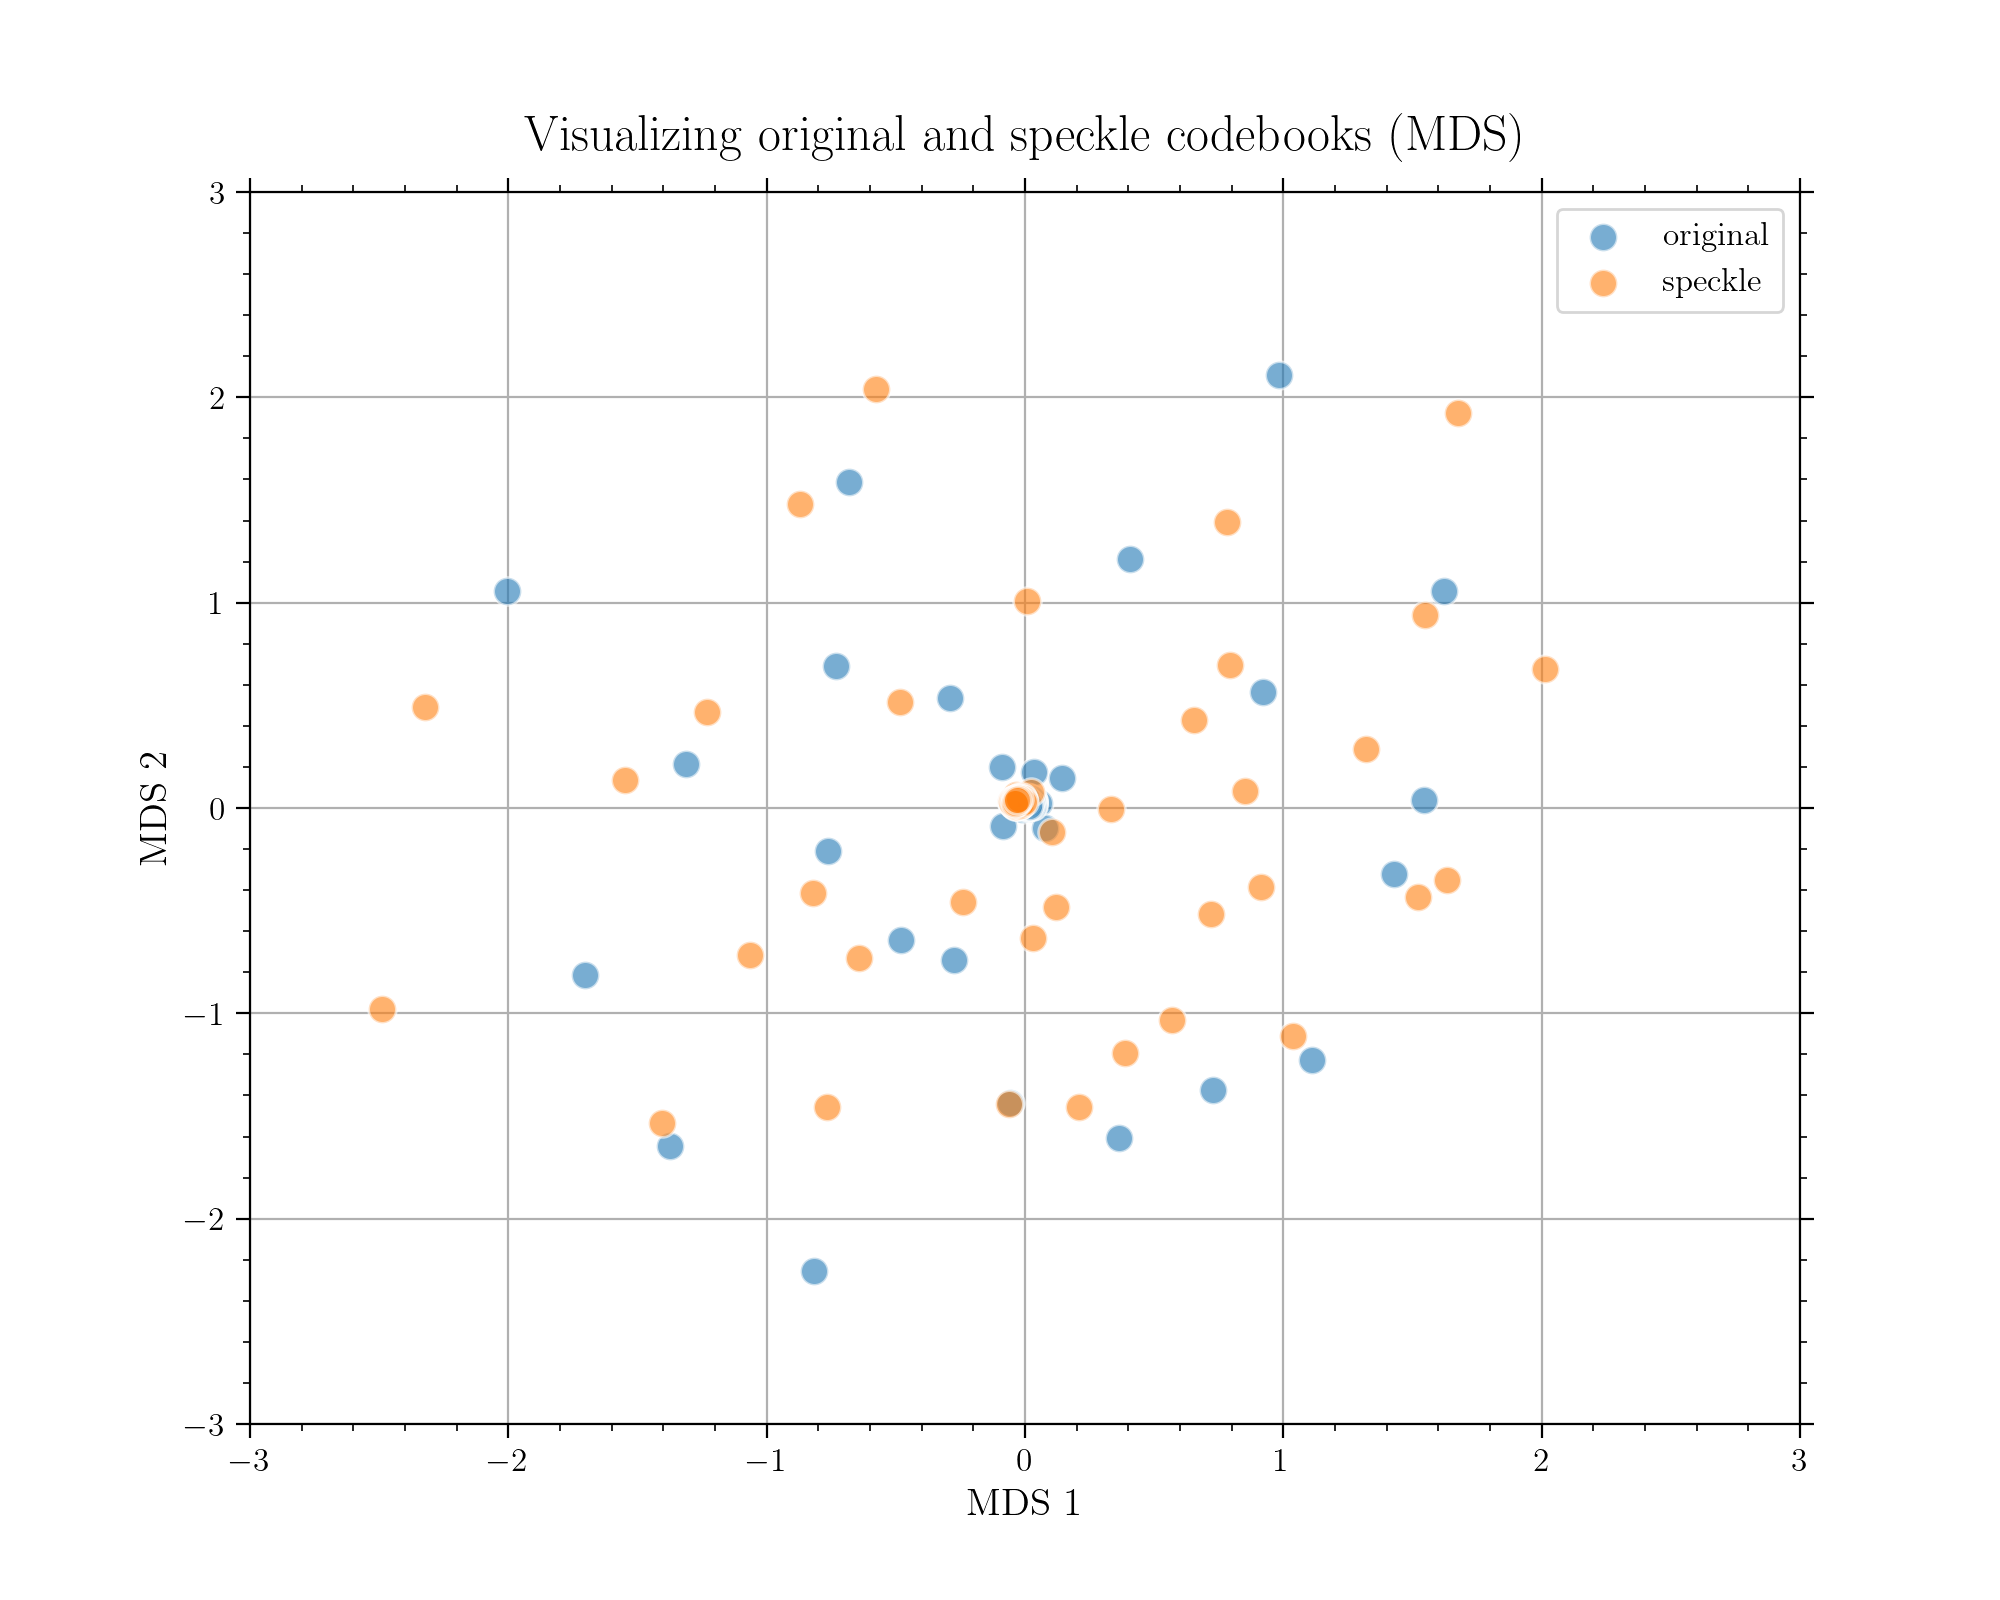 Visualizing original and speckle codebooks (MDS)
original
speckle
3
2
1
0
−1
−2
−3
MDS 2
−3
−2
−1
0
1
2
3
MDS 1